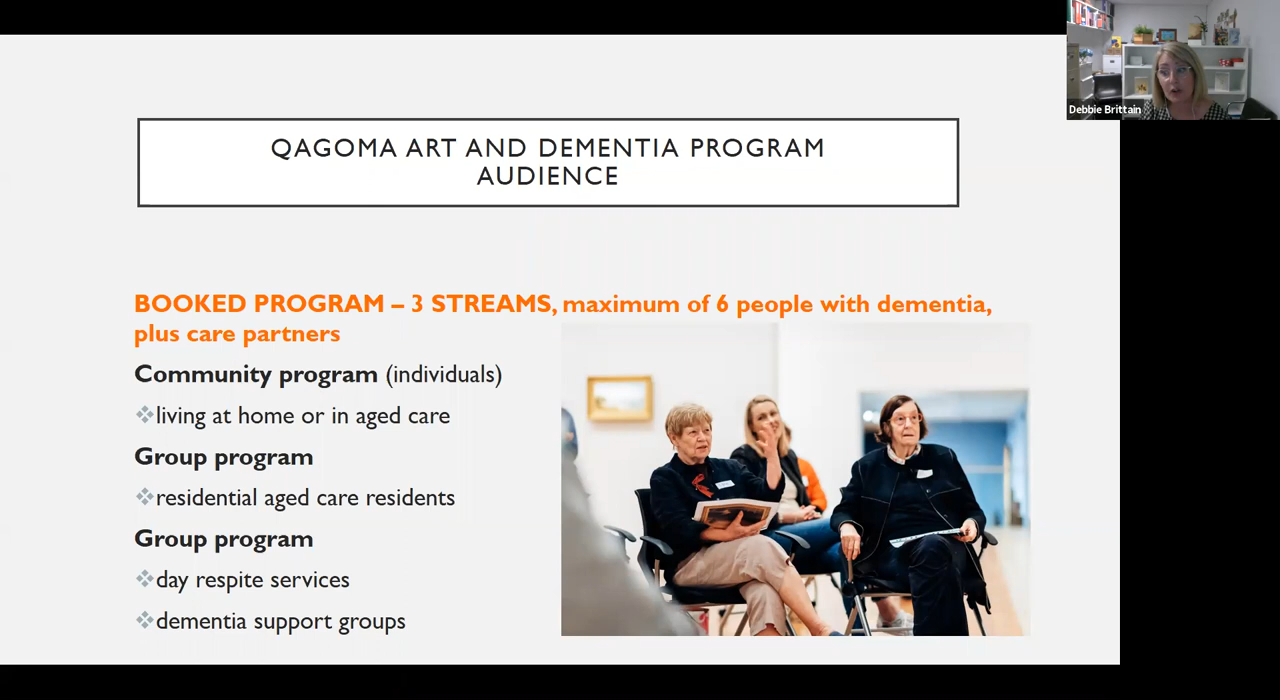 QAGOMA ART AND DEMENTIA PROGRAM
AUDIENCE
Debbie Brittain
BOOKED PROGRAM – 3 STREAMS, maximum of 6 people with dementia,
plus care partners
Community program (individuals)
❖living at home or in aged care
Group program
❖residential aged care residents
Group program
❖day respite services
❖dementia support groups